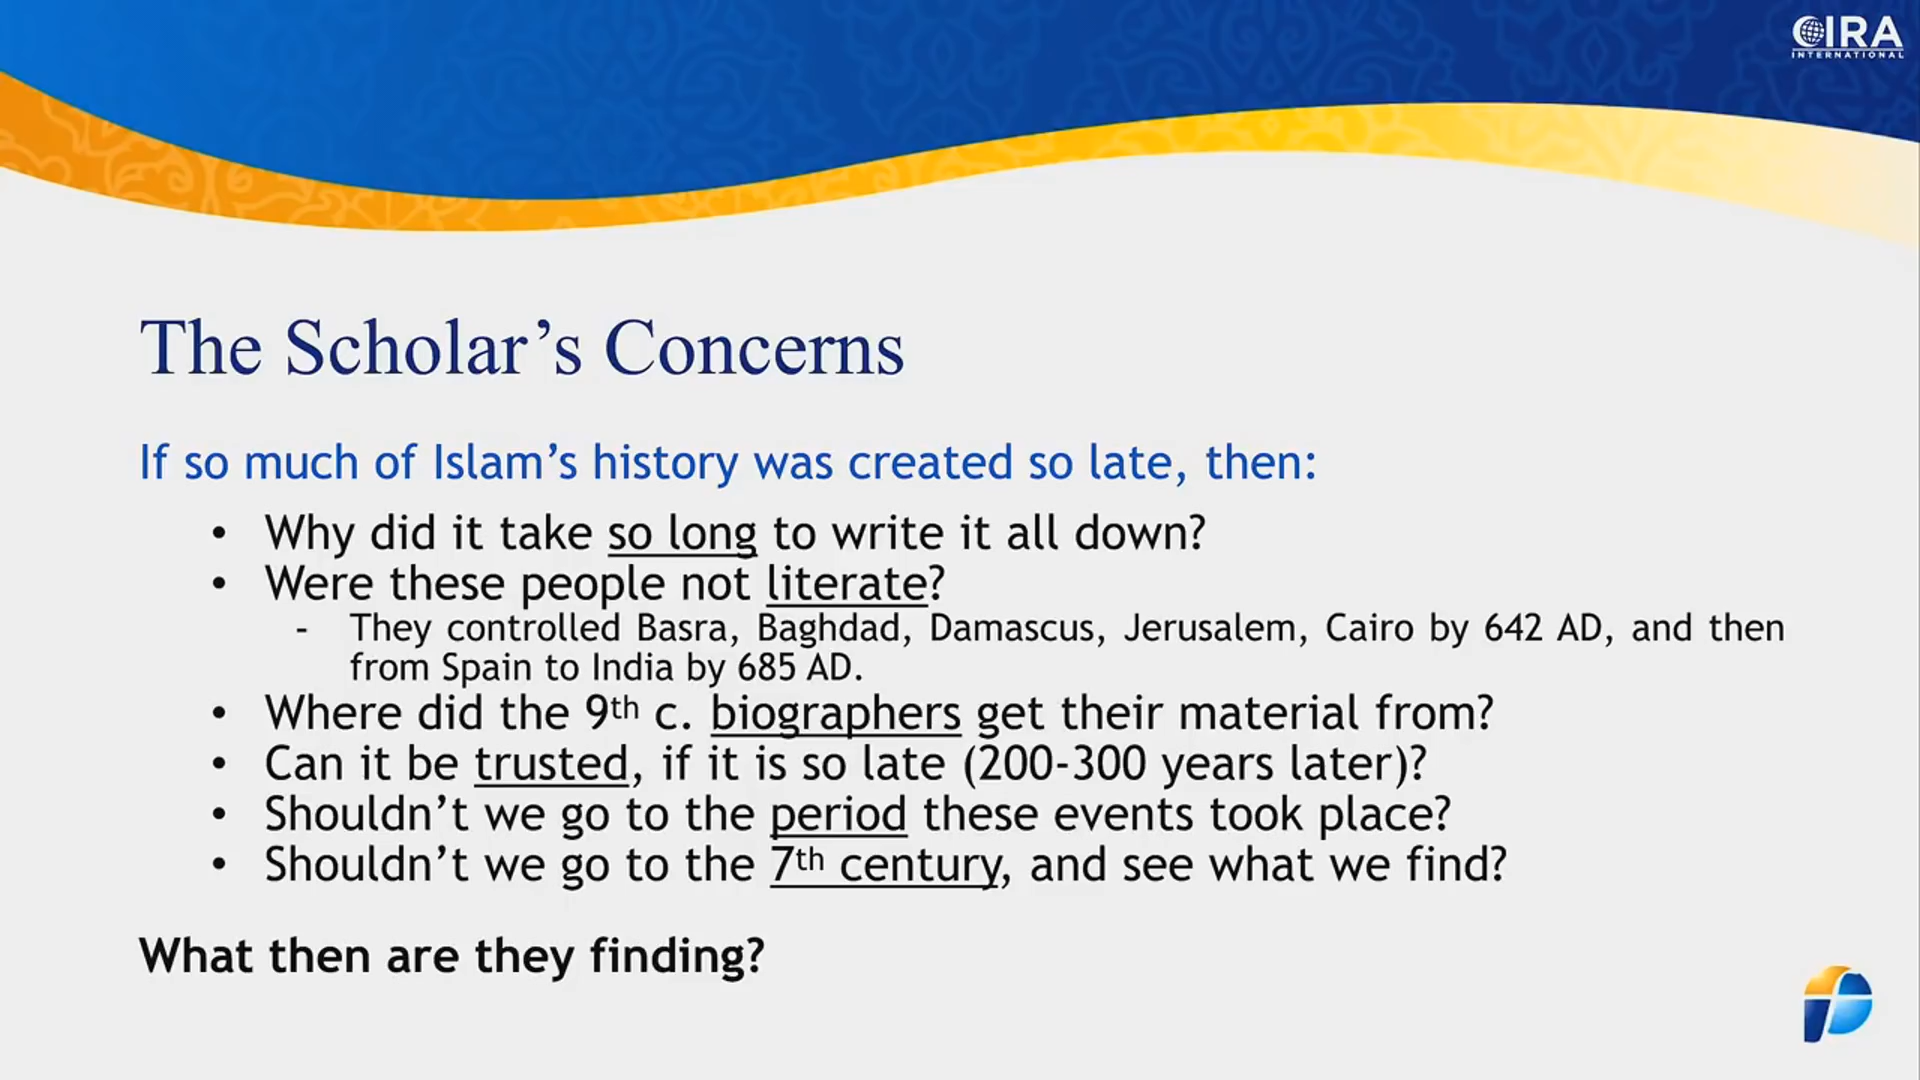 CIRA
INTERNATIONAL
The Scholar’s Concerns
If so much of Islam’s history was created so late, then:
• Why did it take so long to write it all down?
• Were these people not literate?
- They controlled Basra, Baghdad, Damascus, Jerusalem, Cairo by 642 AD, and then
from Spain to India by 685 AD.
• Where did the 9th c. biographers get their material from?
• Can it be trusted, if it is so late (200-300 years later)?
• Shouldn’t we go to the period these events took place?
• Shouldn’t we go to the 7th century, and see what we find?
What then are they finding?